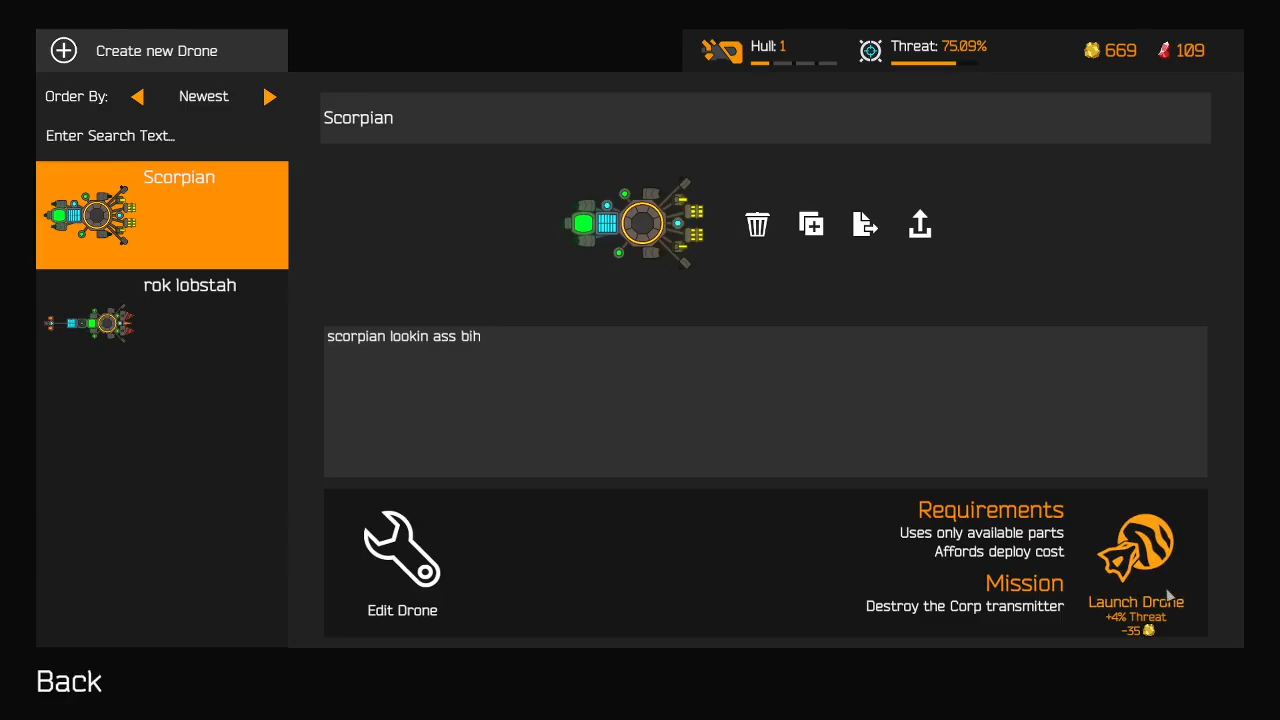 Create new Drone
Hull: 1
Threat: 75.09%
669
109
Order By:
Newest
Enter Search Text...
Scorpian
rok lobstah
Scorpian
scorpian lookin ass bih
Edit Drone
Requirements
Uses only available parts
Affords deploy cost
Mission
Destroy the Corp transmitter
Launch Drone
+4% Threat
-35
Back